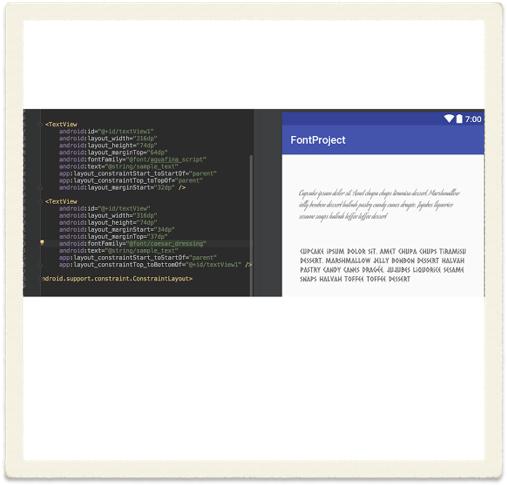 <TextView
android:id="@+id/textView1"
android:layout_width="316dp"
android:layout_height="74dp"
android:layout_marginTop="64dp"
android:fontFamily="@font/aguafina_script"
android:text="@string/sample_text"
app:layout_constraintStart_toStartOf="parent"
app:layout_constraintTop_toTopOf="parent"
android:layout_marginStart="32dp" />
<TextView
android:id="@+id/textView"
android:layout_width="316dp"
android:layout_height="74dp"
android:layout_marginStart="34dp"
android:layout_marginTop="37dp"
android:fontFamily="@font/caesar_dressing"
android:text="@string/sample_text"
app:layout_constraintStart_toStartOf="parent"
app:layout_constraintTop_toBottomOf="@+id/textView1" />
ndroid.support.constraint.ConstraintLayout>
7:00
FontProject
Cupcake ipsum dolor sit. Amet chupa chups tiramisu dessert. Marshmallow
jelly bonbon dessert halvah pastry candy canes dragée. Jujubes liquorice
sesame snaps halvah toffee toffee dessert
CUPCAKE IPSUM DOLOR SIT. AMET CHUPA CHUPS TIRAMISU
DESSERT. MARSHMALLOW JELLY BONBON DESSERT HALVAH
PASTRY CANDY CANES DRAGÉE. JUJUBES LIQUORICE SESAME
SNAPS HALVAH TOFFEE TOFFEE DESSERT